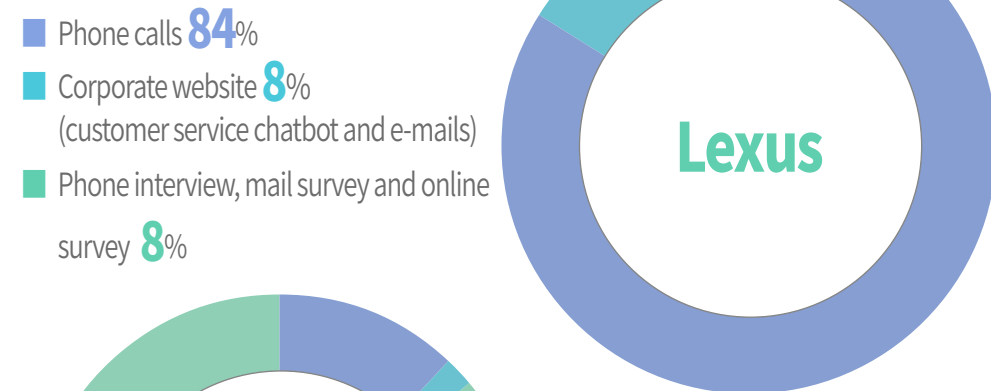 Phone calls 84%
Corporate website 8%
(customer service chatbot and e-mails)
Phone interview, mail survey and online
survey 8%
Lexus